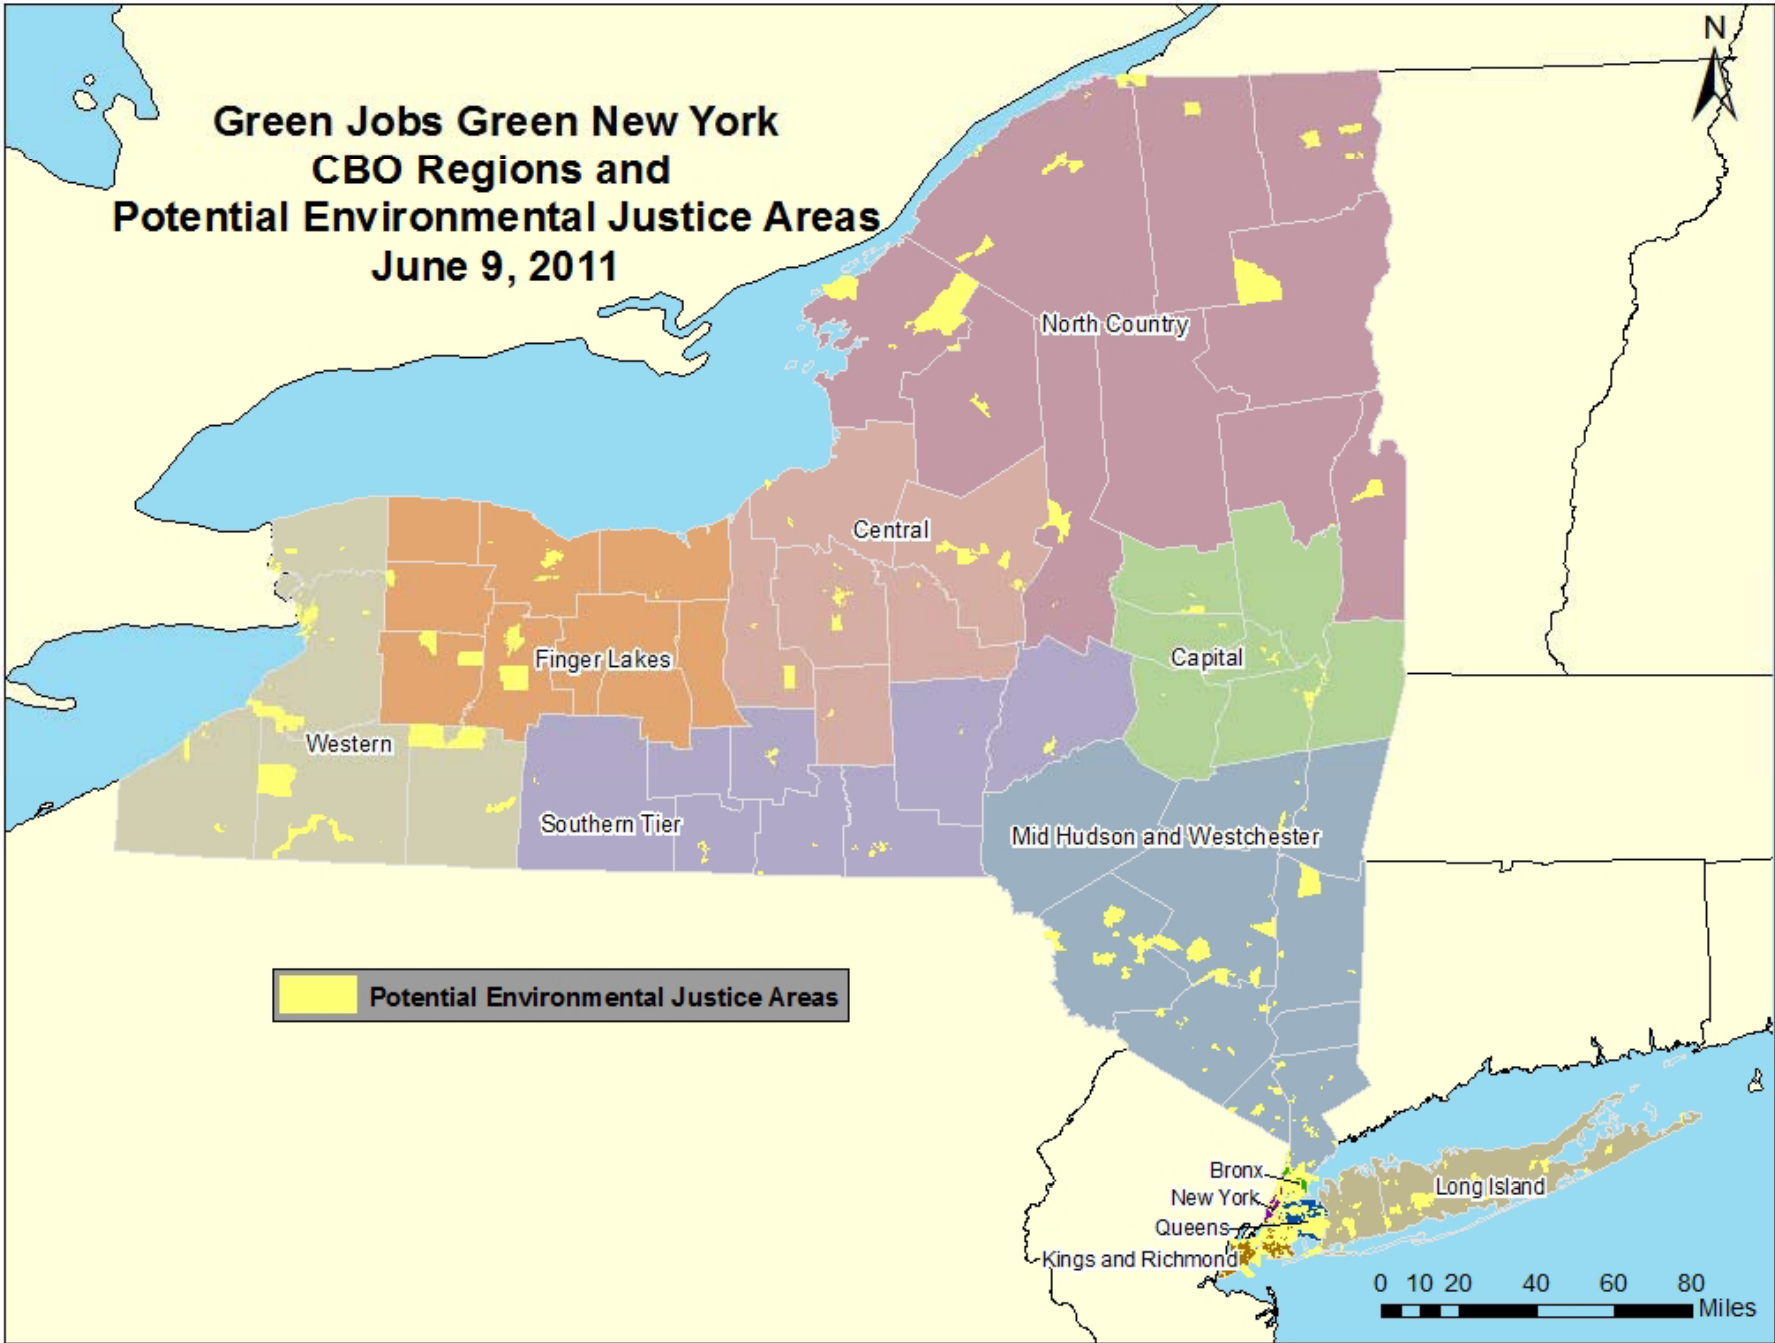 Green Jobs Green New York
CBO Regions and
Potential Environmental Justice Areas
June 9, 2011
N
North Country
Central
Finger Lakes
Capital
Western
Southern Tier
Mid Hudson and Westchester
Potential Environmental Justice Areas
Bronx
New York
Long Island
Queens
Kings and Richmond
0 10 20 40 60 80
Miles